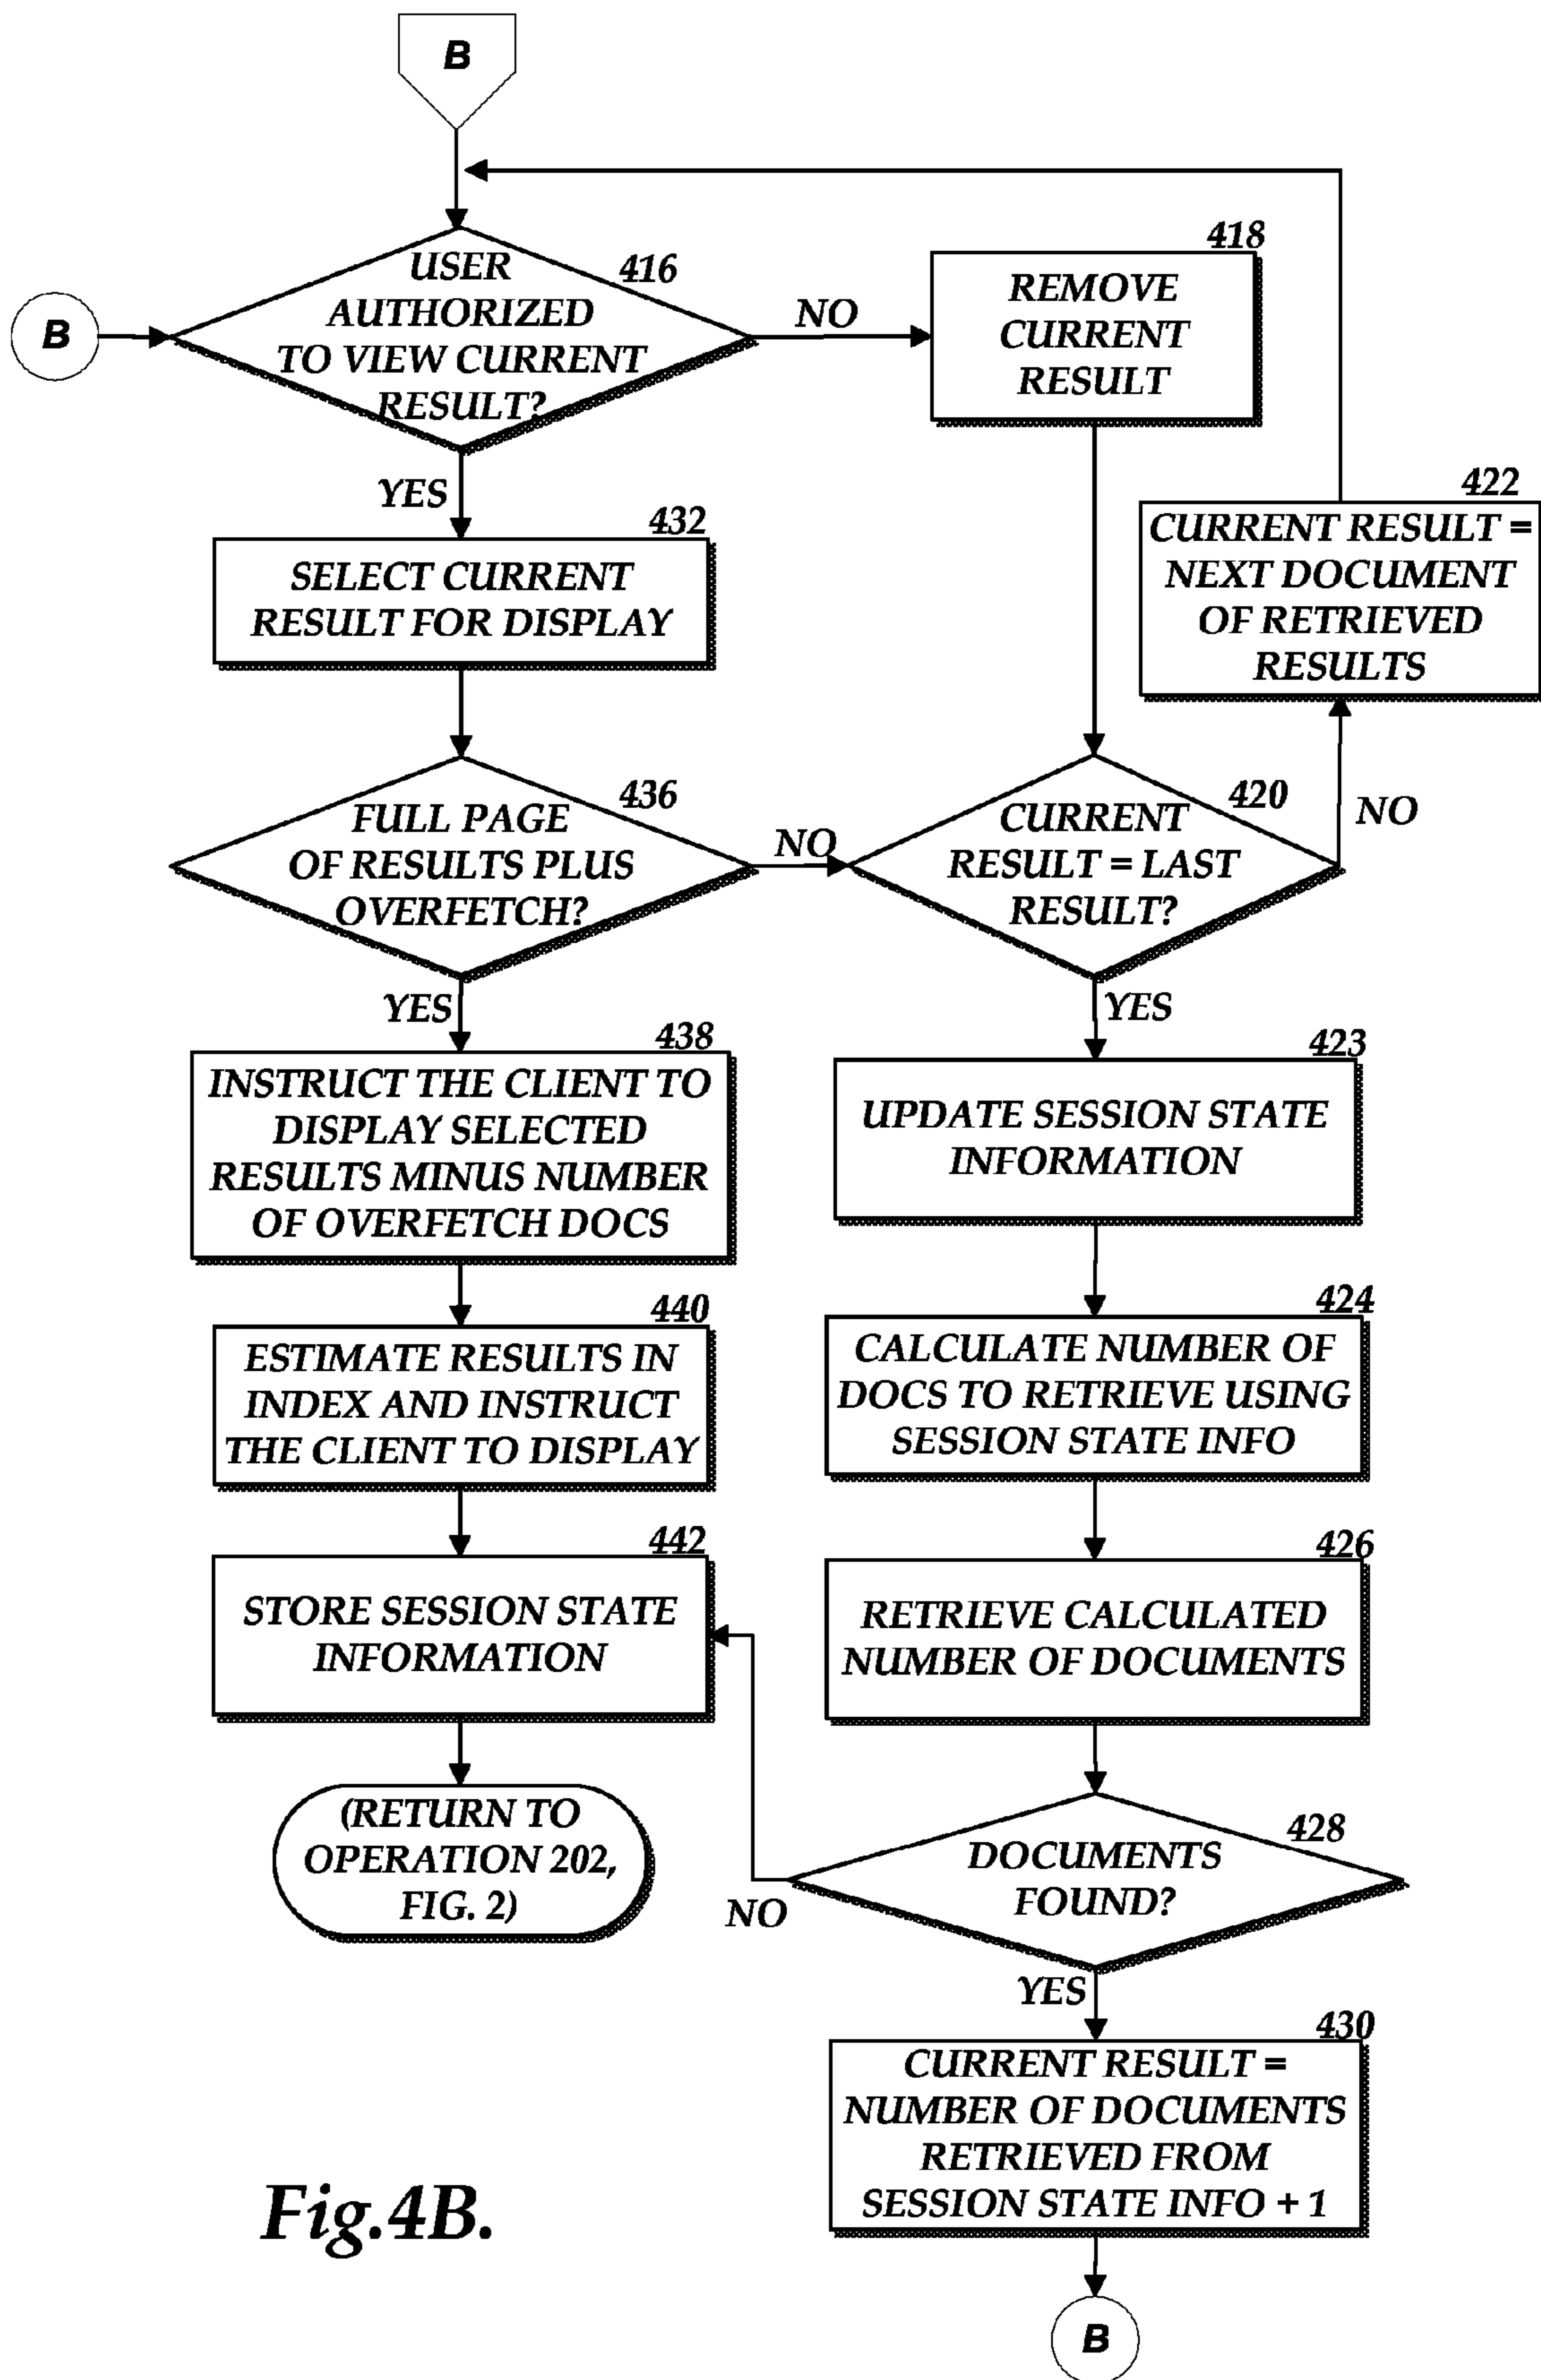 B
B
416
USER
AUTHORIZED
TO VIEW CURRENT
RESULT?
NO
418
REMOVE
CURRENT
RESULT
YES
422
CURRENT RESULT =
NEXT DOCUMENT
OF RETRIEVED
RESULTS
432
SELECT CURRENT
RESULT FOR DISPLAY
436
FULL PAGE
OF RESULTS PLUS
OVERFETCH?
NO
420
CURRENT
RESULT = LAST
RESULT?
NO
YES
YES
438
INSTRUCT THE CLIENT TO
DISPLAY SELECTED
RESULTS MINUS NUMBER
OF OVERFETCH DOCS
423
UPDATE SESSION STATE
INFORMATION
440
ESTIMATE RESULTS IN
INDEX AND INSTRUCT
THE CLIENT TO DISPLAY
424
CALCULATE NUMBER OF
DOCS TO RETRIEVE USING
SESSION STATE INFO
442
STORE SESSION STATE
INFORMATION
426
RETRIEVE CALCULATED
NUMBER OF DOCUMENTS
(RETURN TO
OPERATION 202,
FIG. 2)
428
DOCUMENTS
FOUND?
NO
YES
430
CURRENT RESULT =
NUMBER OF DOCUMENTS
RETRIEVED FROM
SESSION STATE INFO + 1
Fig.4B.
B